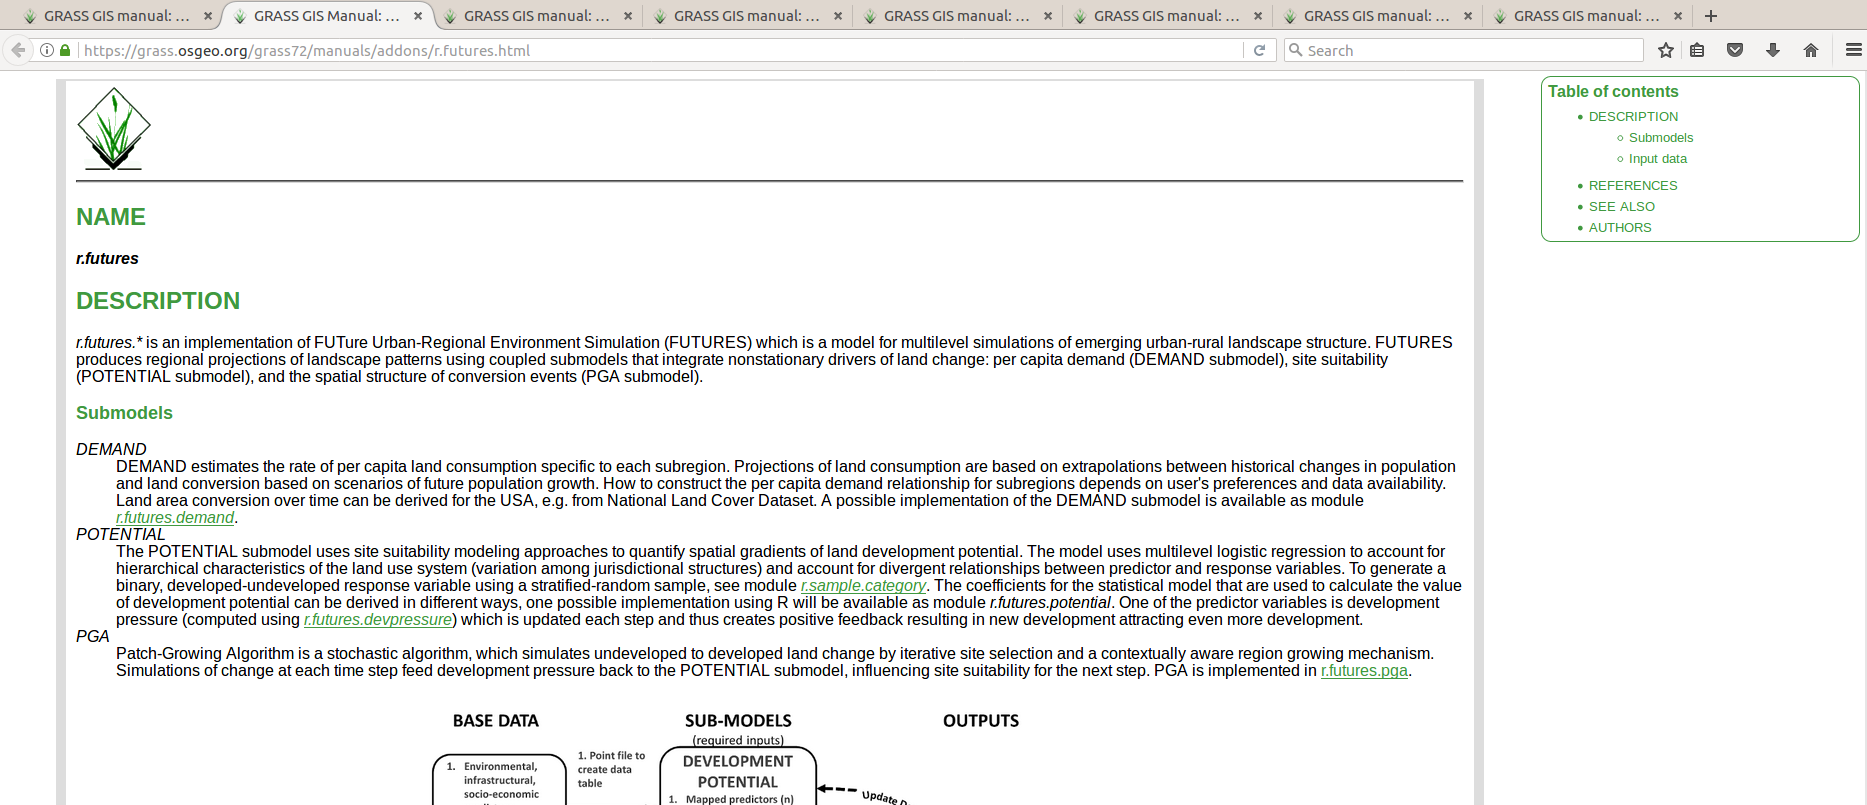 GRASS GIS manual: ...
GRASS GIS Manual: ...
GRASS GIS manual: ...
GRASS GIS manual: ...
GRASS GIS manual: ...
GRASS GIS manual: ...
GRASS GIS manual: ...
GRASS GIS manual: ...
https://grass.osgeo.org/grass72/manuals/addons/r.futures.html
Search
NAME
r.futures
DESCRIPTION
r.futures.* is an implementation of FUTure Urban-Regional Environment Simulation (FUTURES) which is a model for multilevel simulations of emerging urban-rural landscape structure. FUTURES
produces regional projections of landscape patterns using coupled submodels that integrate nonstationary drivers of land change: per capita demand (DEMAND submodel), site suitability
(POTENTIAL submodel), and the spatial structure of conversion events (PGA submodel).
Submodels
DEMAND
DEMAND estimates the rate of per capita land consumption specific to each subregion. Projections of land consumption are based on extrapolations between historical changes in population
and land conversion based on scenarios of future population growth. How to construct the per capita demand relationship for subregions depends on user's preferences and data availability.
Land area conversion over time can be derived for the USA, e.g. from National Land Cover Dataset. A possible implementation of the DEMAND submodel is available as module
r.futures.demand.
POTENTIAL
The POTENTIAL submodel uses site suitability modeling approaches to quantify spatial gradients of land development potential. The model uses multilevel logistic regression to account for
hierarchical characteristics of the land use system (variation among jurisdictional structures) and account for divergent relationships between predictor and response variables. To generate a
binary, developed-undeveloped response variable using a stratified-random sample, see module r.sample.category. The coefficients for the statistical model that are used to calculate the value
of development potential can be derived in different ways, one possible implementation using R will be available as module r.futures.potential. One of the predictor variables is development
pressure (computed using r.futures.devpressure) which is updated each step and thus creates positive feedback resulting in new development attracting even more development.
PGA
Patch-Growing Algorithm is a stochastic algorithm, which simulates undeveloped to developed land change by iterative site selection and a contextually aware region growing mechanism.
Simulations of change at each time step feed development pressure back to the POTENTIAL submodel, influencing site suitability for the next step. PGA is implemented in r.futures.pga.
BASE DATA
1. Environmental,
infrastructural,
socio-economic
1. Point file to
create data
table
SUB-MODELS
(required inputs)
DEVELOPMENT
POTENTIAL
1. Mapped predictors (n)
OUTPUTS
Update
Table of contents
DESCRIPTION
Submodels
Input data
REFERENCES
SEE ALSO
AUTHORS